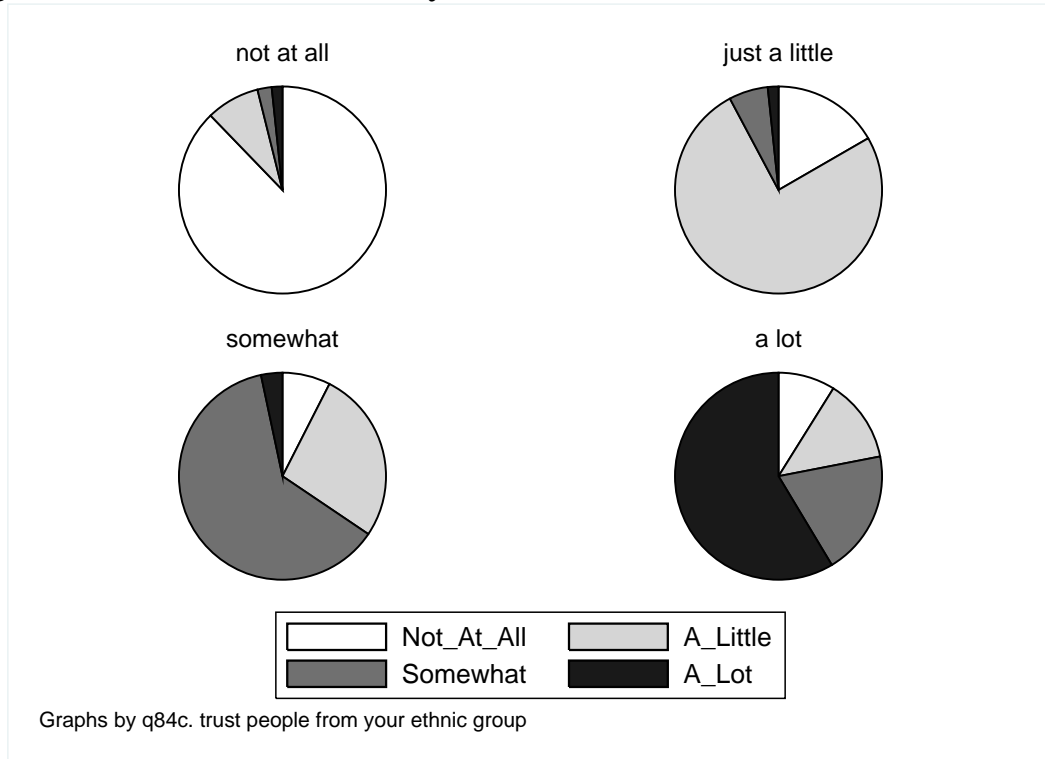 not at all
just a little
somewhat
a lot
Not_At_All
A_Little
Somewhat
A_Lot
Graphs by q84c. trust people from your ethnic group